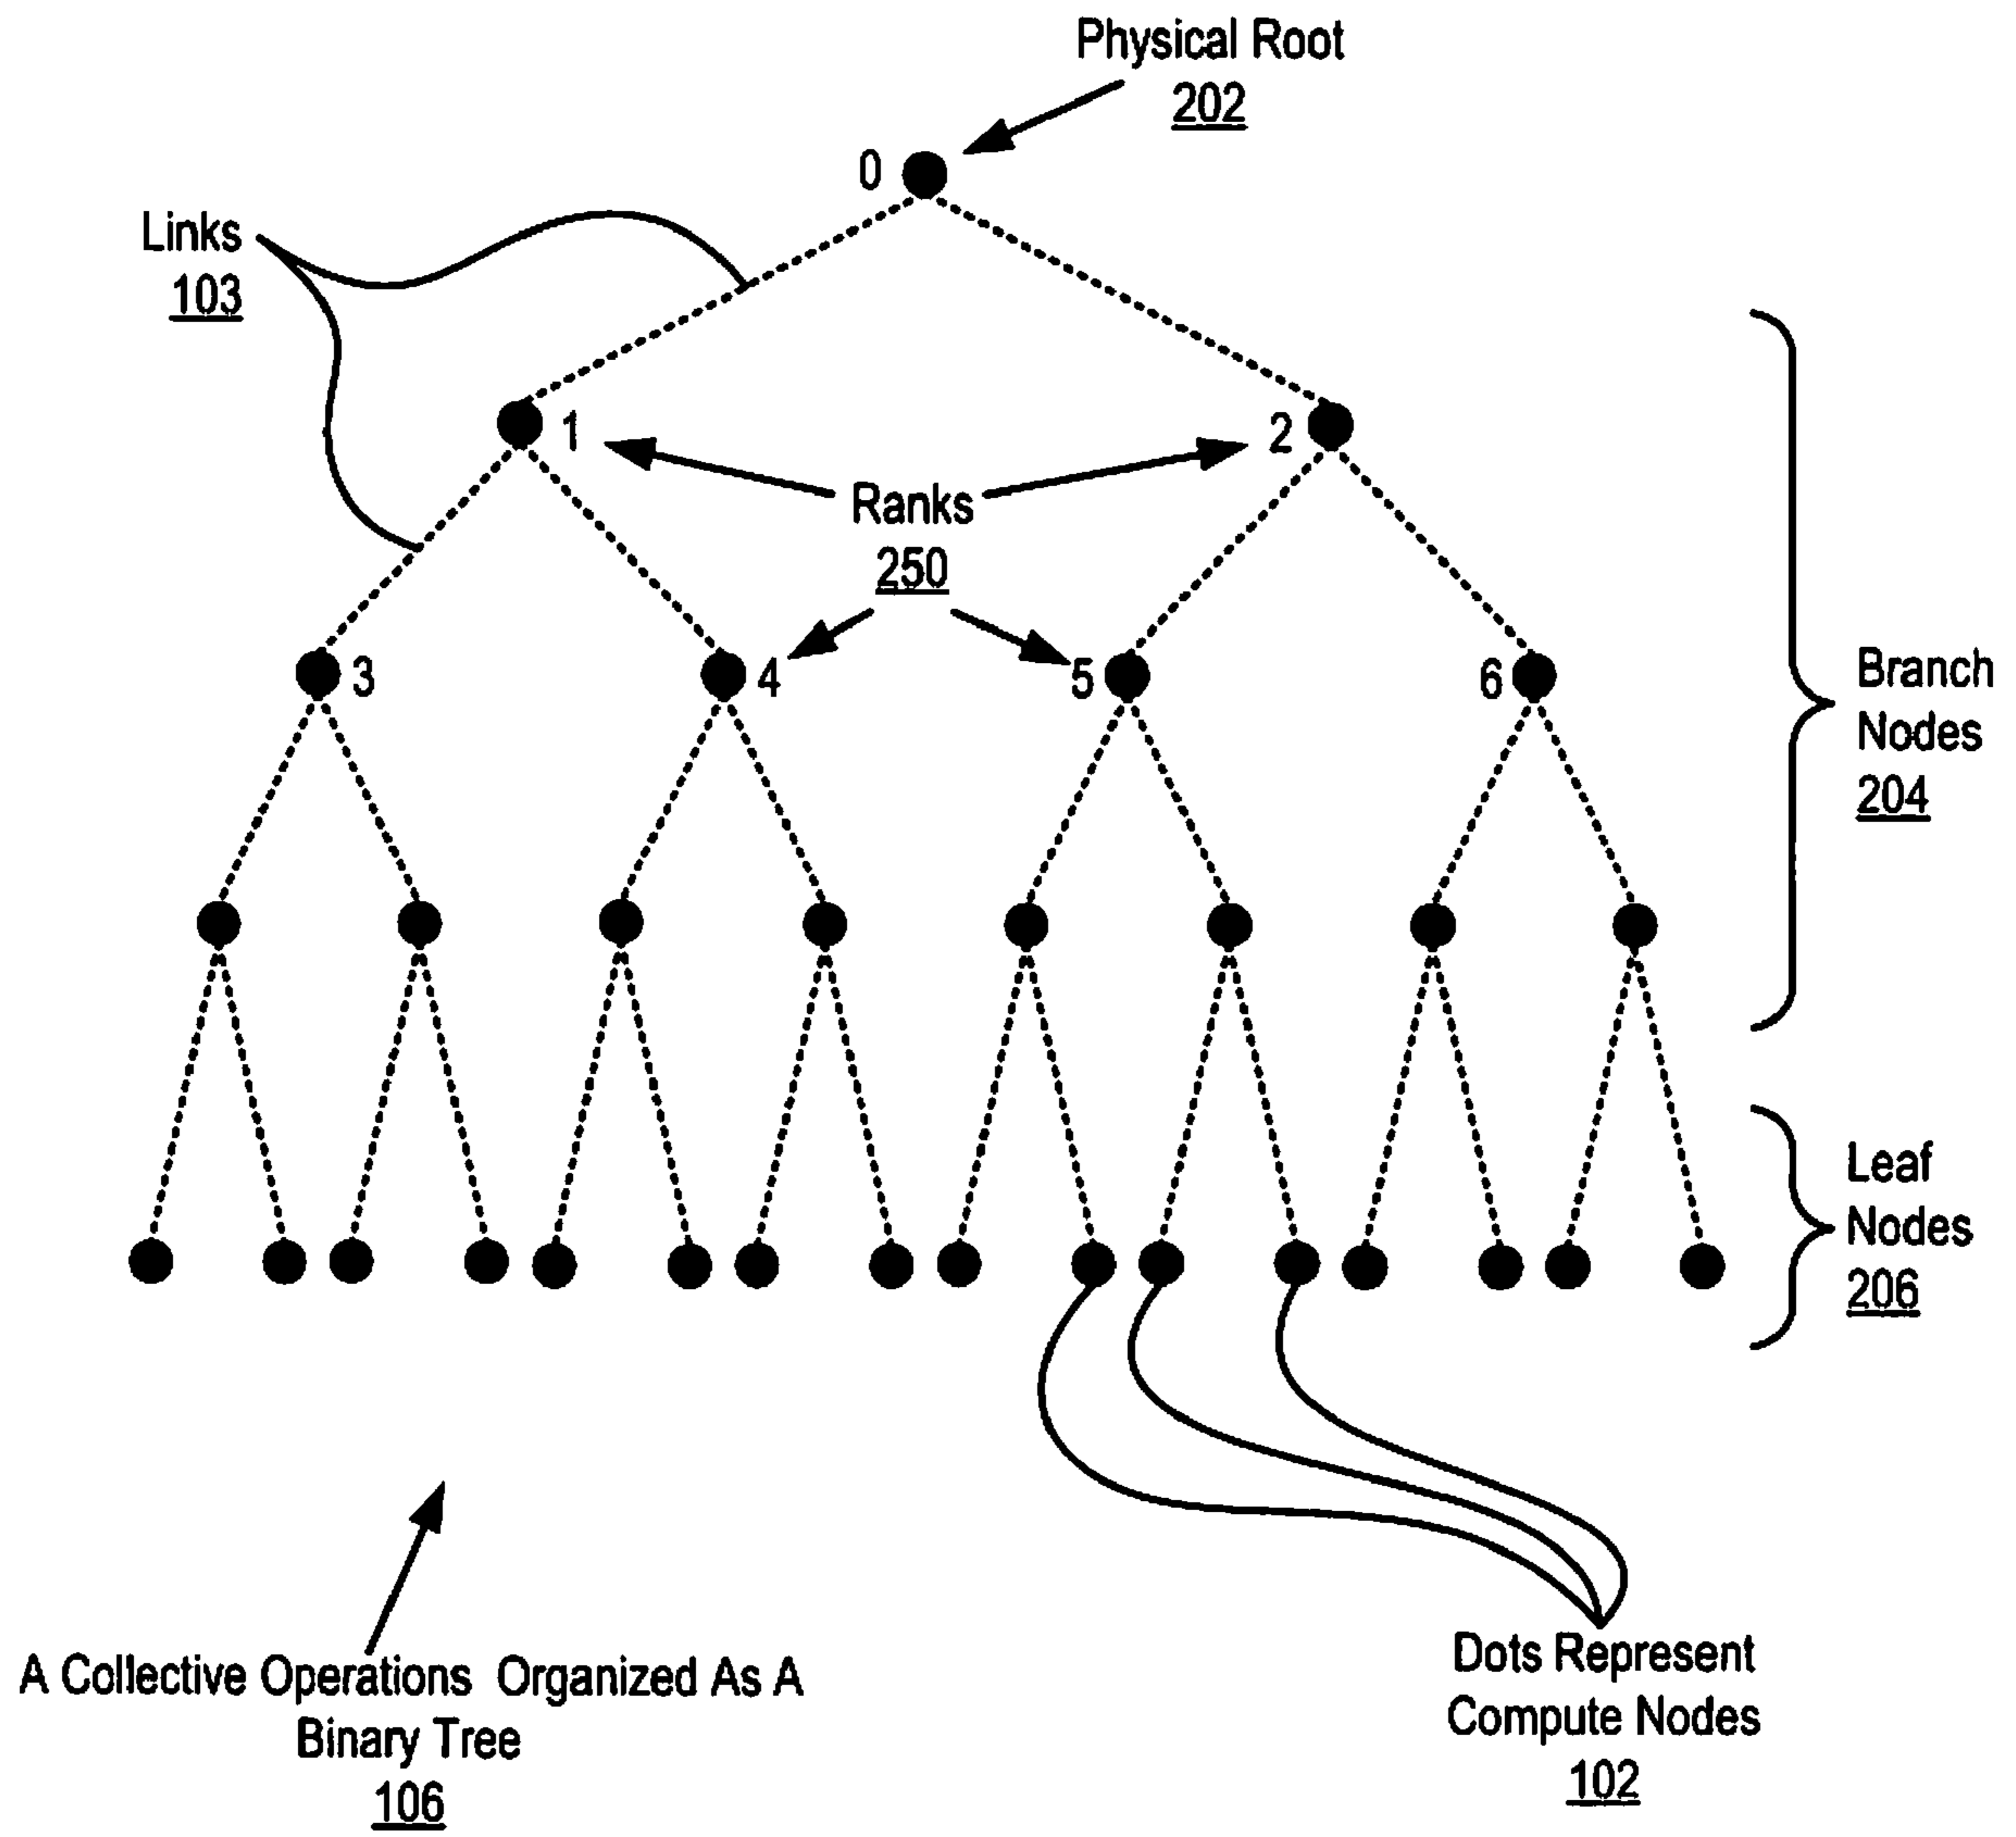 Physical Root
202
0
Links
103
1
2
Ranks
250
3
4
5
6
Branch
Nodes
204
Leaf
Nodes
206
A Collective Operations Organized As A
Binary Tree
106
Dots Represent
Compute Nodes
102